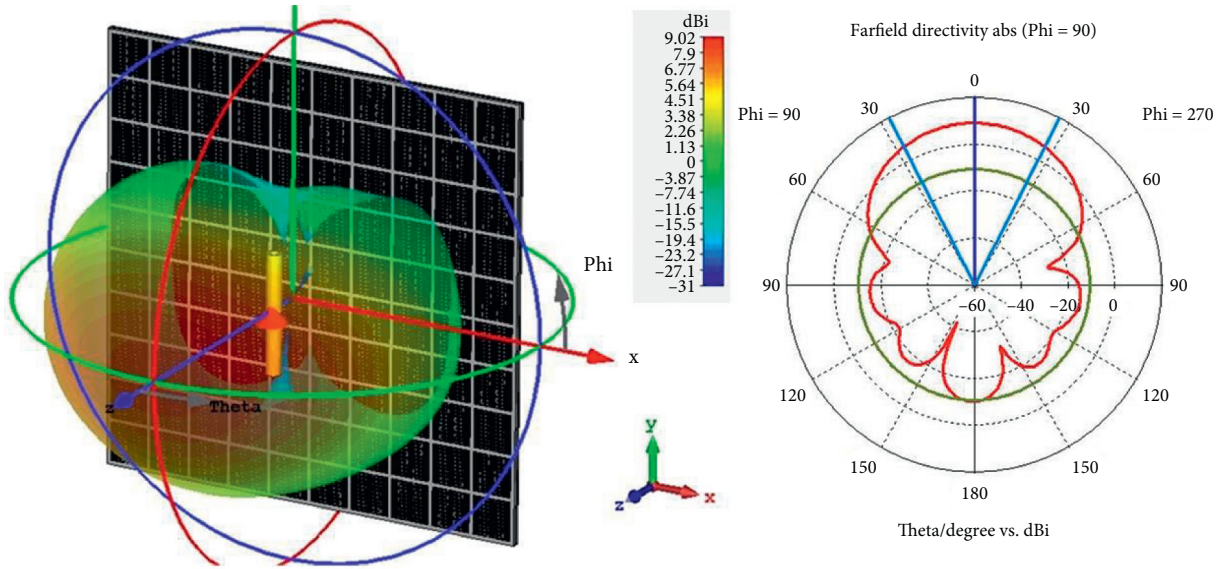 dBi
9.02
7.9
6.77
5.64
4.51
3.38
2.26
1.13
0
−3.87
−7.74
−11.6
−15.5
−19.4
−23.2
−27.1
−31
Phi
x
z
Theta
y
z
x
Farfield directivity abs (Phi = 90)
0
30
30
Phi = 90
Phi = 270
60
60
90
−60
−40
−20
0
90
120
120
150
150
180
Theta/degree vs. dBi